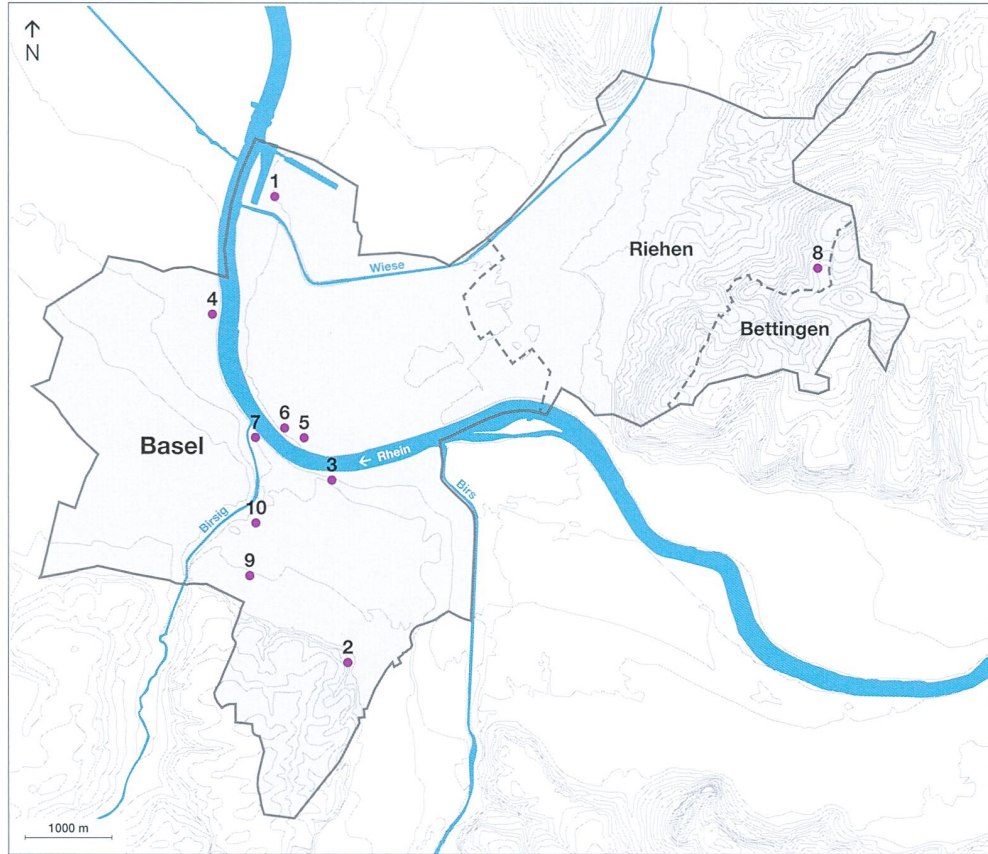 N
1
Wiese
Riehen
8
4
Bettingen
6
5
7
Basel
← Rhein
3
Birs
10
Birsig
9
2
1000 m